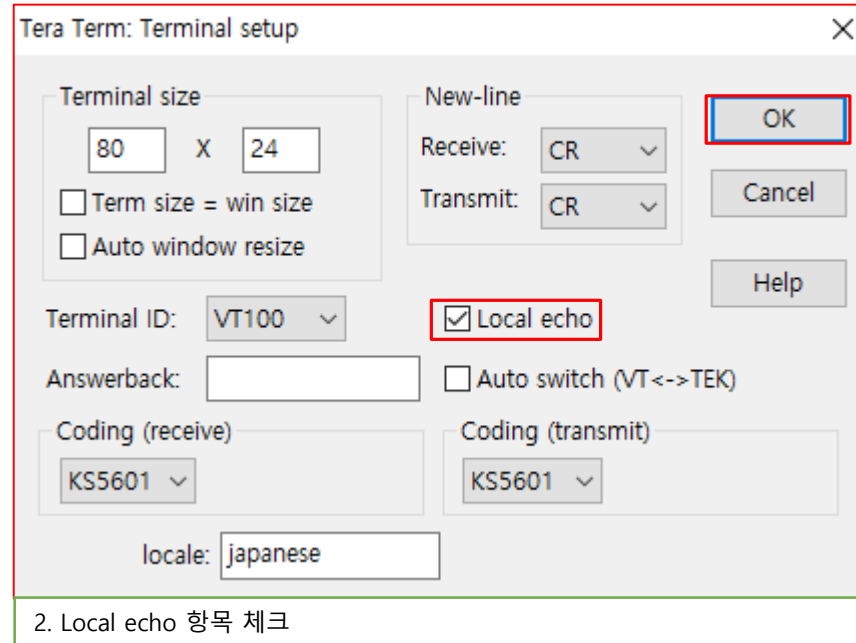 Tera Term: Terminal setup
Terminal size
80 X 24
Term size = win size
Auto window resize
New-line
Receive: CR
Transmit: CR
OK
Cancel
Help
Terminal ID: VT100
Local echo
Answerback:
Auto switch (VT<->TEK)
Coding (receive)
KS5601
Coding (transmit)
KS5601
locale: japanese
2. Local echo 항목 체크